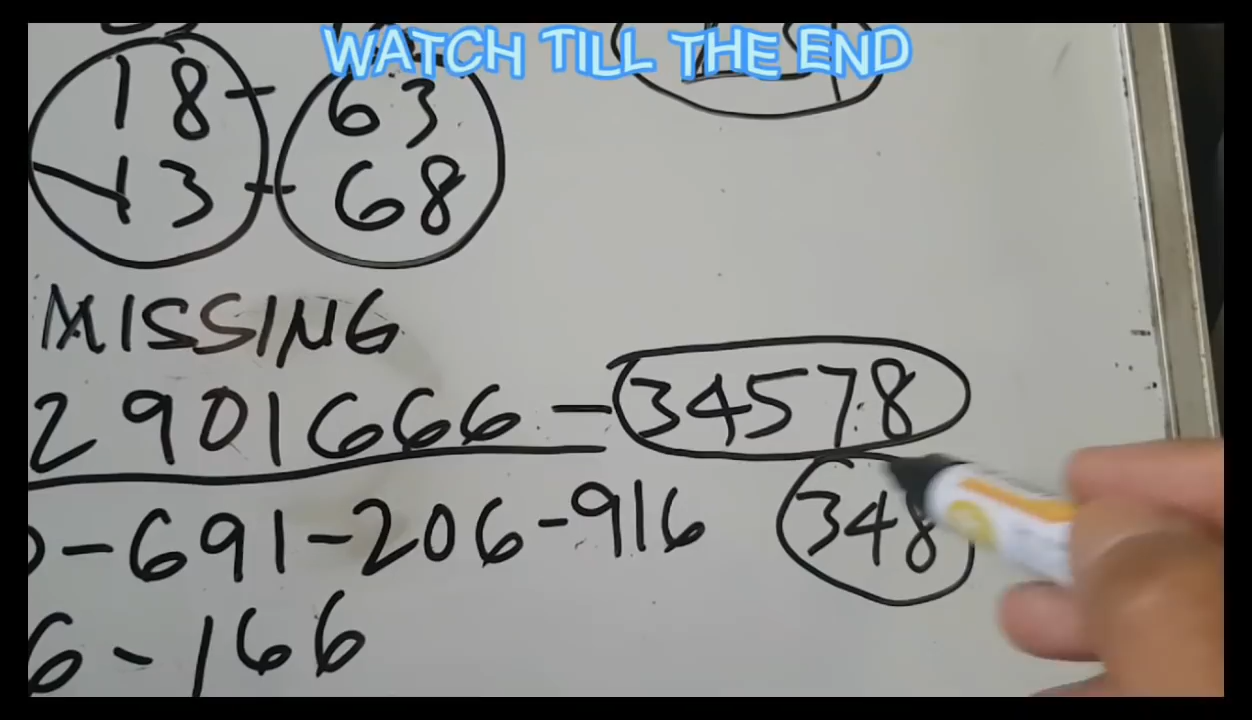 WATCH TILL THE END
18- 63
13- 68
MISSING
2901666-34578
-691-206-916 348
6-166